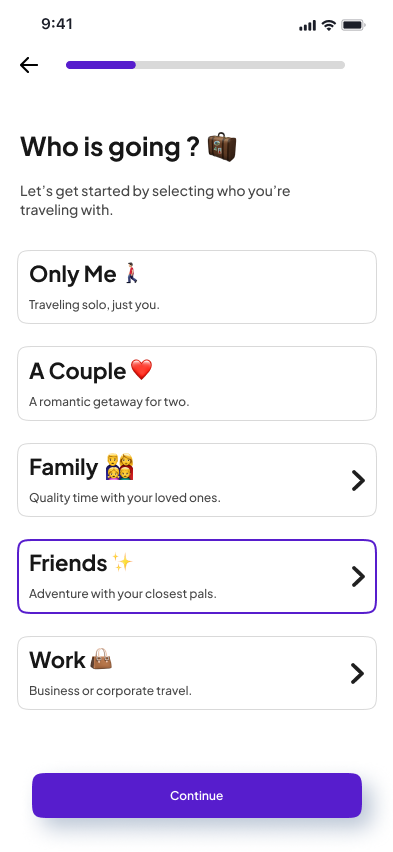 9:41
Who is going ? 🧳
Let's get started by selecting who you're
traveling with.
Only Me 🚶
Traveling solo, just you.
A Couple ❤️
A romantic getaway for two.
Family 👨‍👩‍👧‍👦
Quality time with your loved ones.
Friends ✨
Adventure with your closest pals.
Work 👜
Business or corporate travel.
Continue